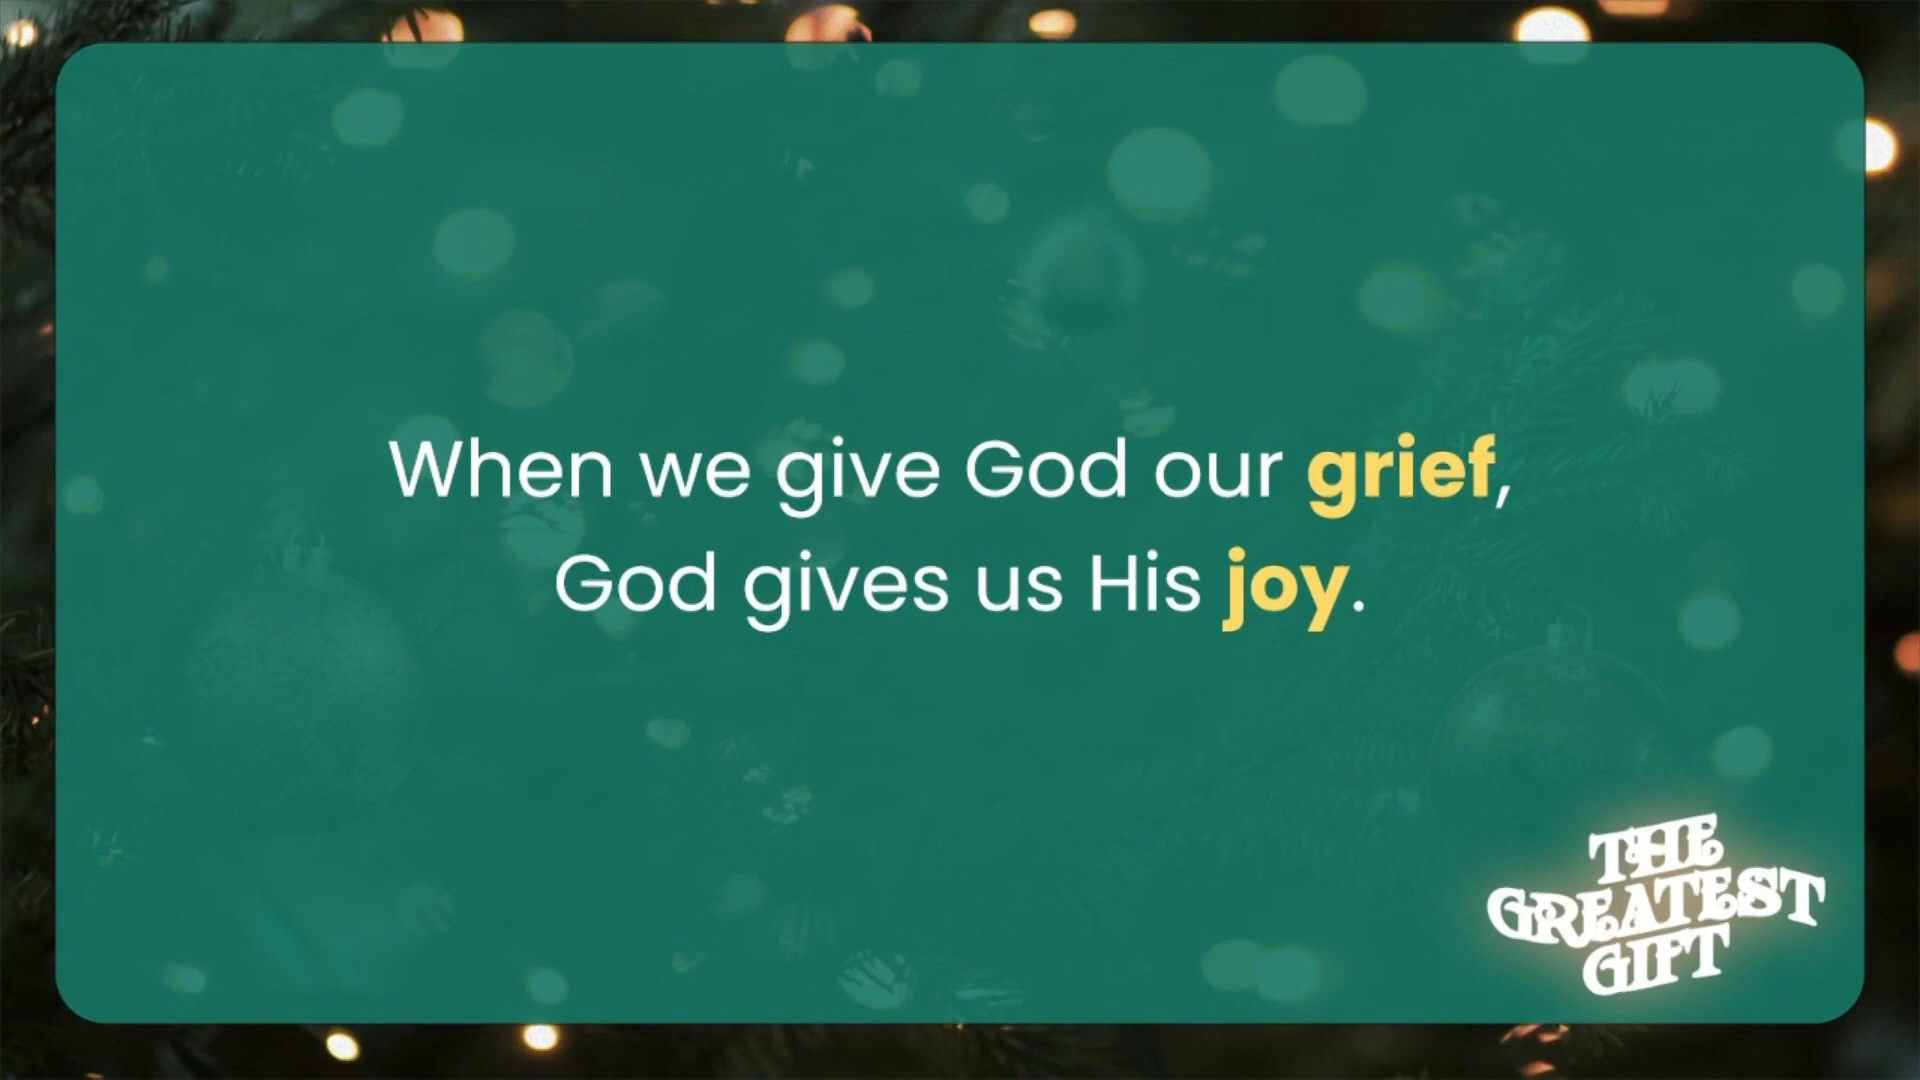 When we give God our grief,
God gives us His joy.
THE
GREATEST
GIFT